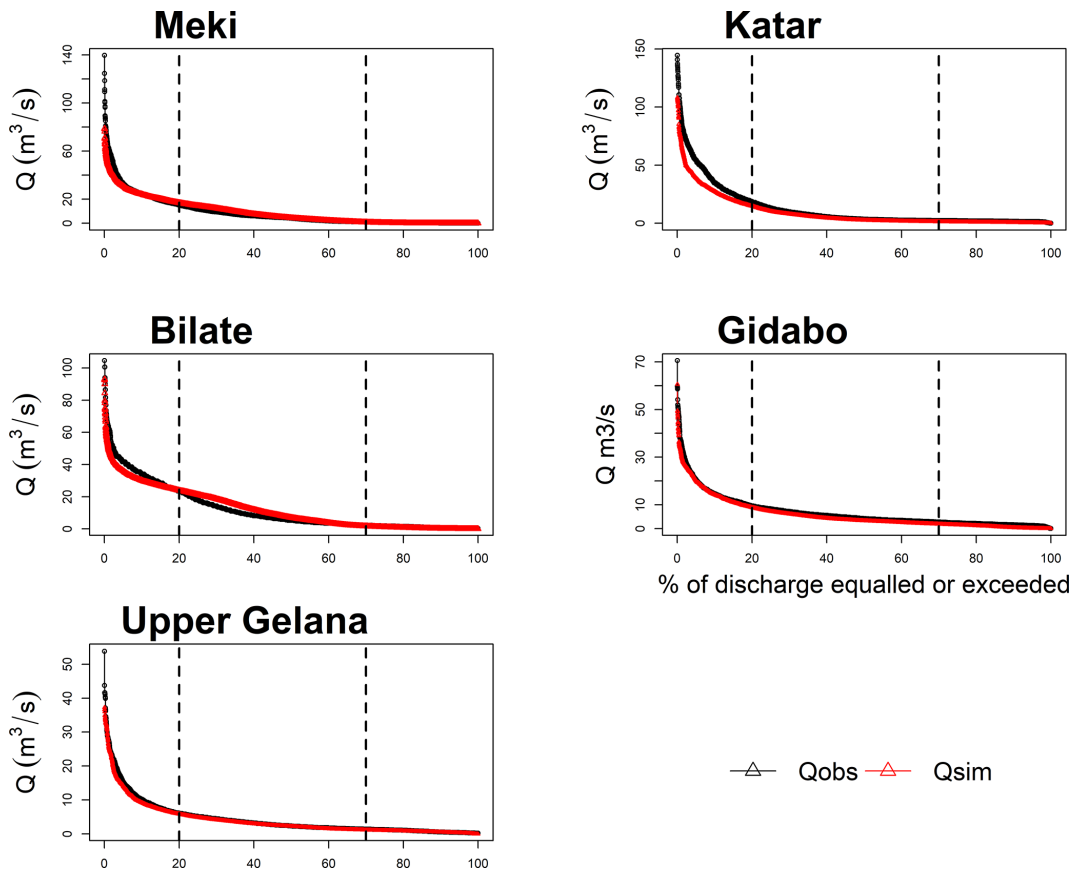 Meki
Q (m³/s)
140
100
60
20
0
0 20 40 60 80 100
Katar
Q (m³/s)
150
100
50
0
0 20 40 60 80 100
Bilate
Q (m³/s)
100
80
60
40
20
0
0 20 40 60 80 100
Gidabo
Q m3/s
70
50
30
10
0
0 20 40 60 80 100
% of discharge equalled or exceeded
Upper Gelana
Q (m³/s)
50
40
30
20
10
0
0 20 40 60 80 100
Qobs Qsim